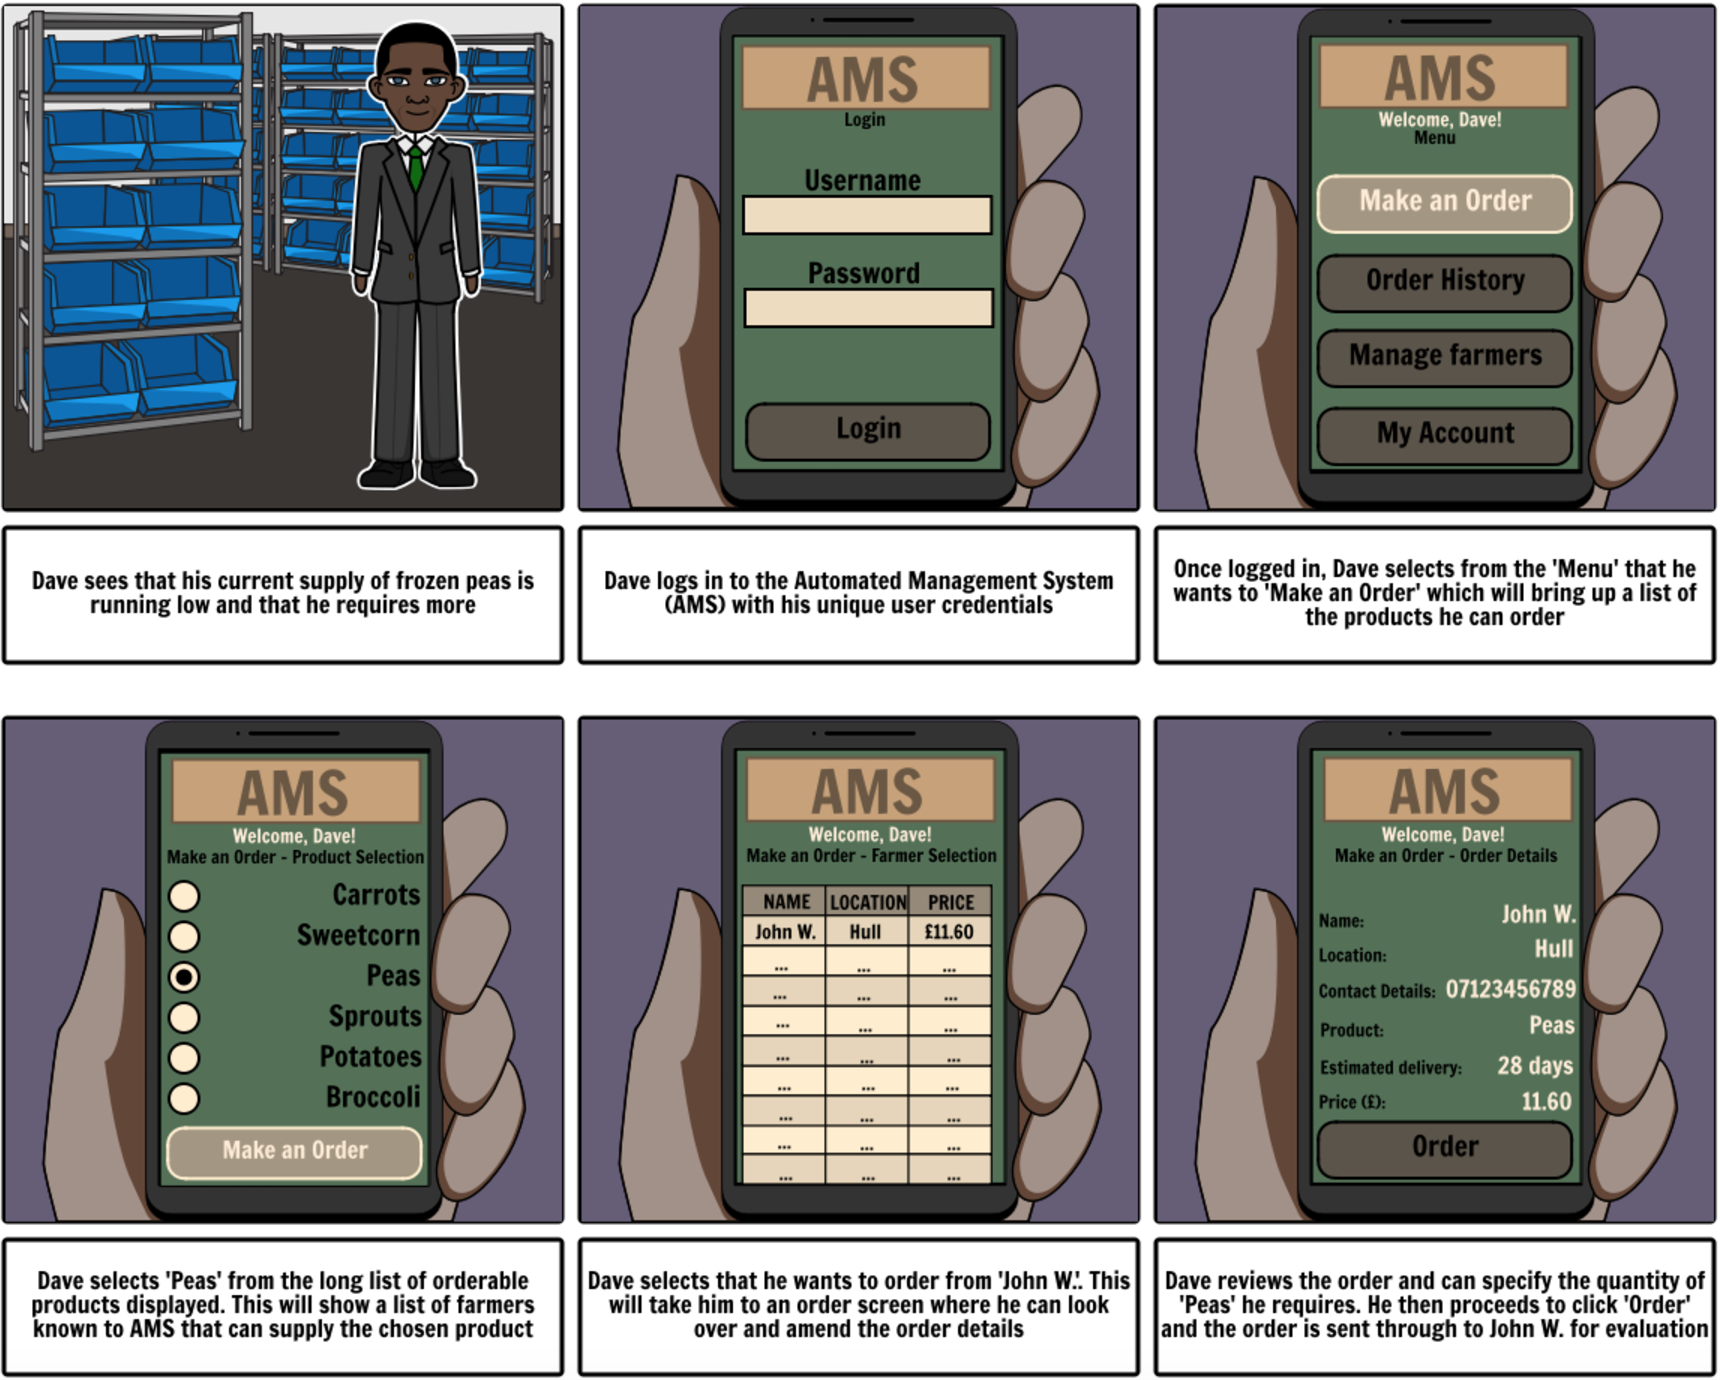 AMS
Login
Username
Password
Login
AMS
Welcome, Dave!
Menu
Make an Order
Order History
Manage farmers
My Account
Dave sees that his current supply of frozen peas is
running low and that he requires more
Dave logs in to the Automated Management System
(AMS) with his unique user credentials
Once logged in, Dave selects from the 'Menu' that he
wants to 'Make an Order' which will bring up a list of
the products he can order
AMS
Welcome, Dave!
Make an Order - Product Selection
Carrots
Sweetcorn
Peas
Sprouts
Potatoes
Broccoli
Make an Order
AMS
Welcome, Dave!
Make an Order - Farmer Selection
NAME LOCATION PRICE
John W. Hull £11.60
... ... ...
... ... ...
... ... ...
... ... ...
... ... ...
... ... ...
... ... ...
... ... ...
AMS
Welcome, Dave!
Make an Order - Order Details
Name: John W.
Location: Hull
Contact Details: 07123456789
Product: Peas
Estimated delivery: 28 days
Price (£): 11.60
Order
Dave selects 'Peas' from the long list of orderable
products displayed. This will show a list of farmers
known to AMS that can supply the chosen product
Dave selects that he wants to order from 'John W.'. This
will take him to an order screen where he can look
over and amend the order details
Dave reviews the order and can specify the quantity of
'Peas' he requires. He then proceeds to click 'Order'
and the order is sent through to John W. for evaluation